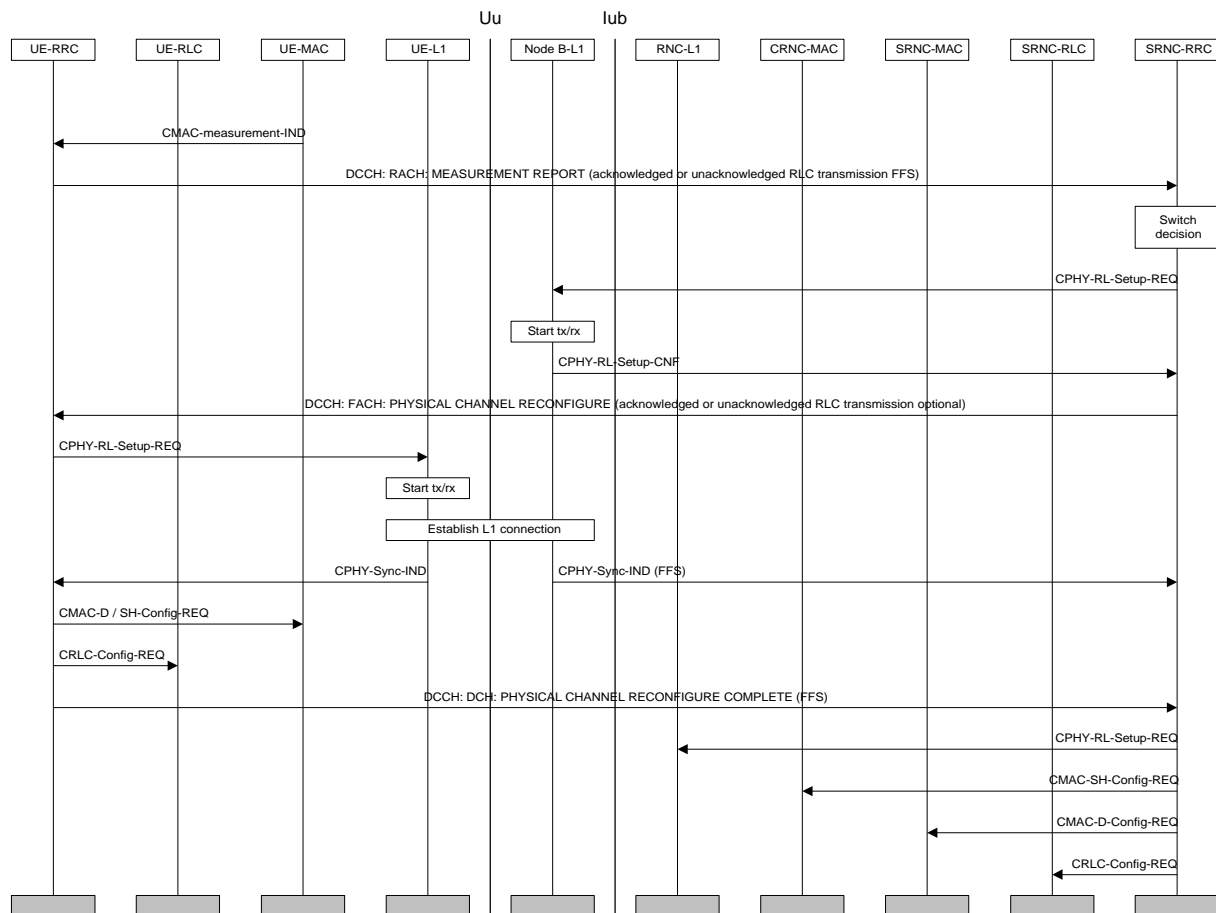 Uu
Iub
UE-RRC
UE-RLC
UE-MAC
UE-L1
Node B-L1
RNC-L1
CRNC-MAC
SRNC-MAC
SRNC-RLC
SRNC-RRC
CMAC-measurement-IND
DCCH: RACH: MEASUREMENT REPORT (acknowledged or unacknowledged RLC transmission FFS)
Switch
decision
CPHY-RL-Setup-REQ
Start tx/rx
CPHY-RL-Setup-CNF
DCCH: FACH: PHYSICAL CHANNEL RECONFIGURE (acknowledged or unacknowledged RLC transmission optional)
CPHY-RL-Setup-REQ
Start tx/rx
Establish L1 connection
CPHY-Sync-IND
CPHY-Sync-IND (FFS)
CMAC-D / SH-Config-REQ
CRLC-Config-REQ
DCCH: DCH: PHYSICAL CHANNEL RECONFIGURE COMPLETE (FFS)
CPHY-RL-Setup-REQ
CMAC-SH-Config-REQ
CMAC-D-Config-REQ
CRLC-Config-REQ